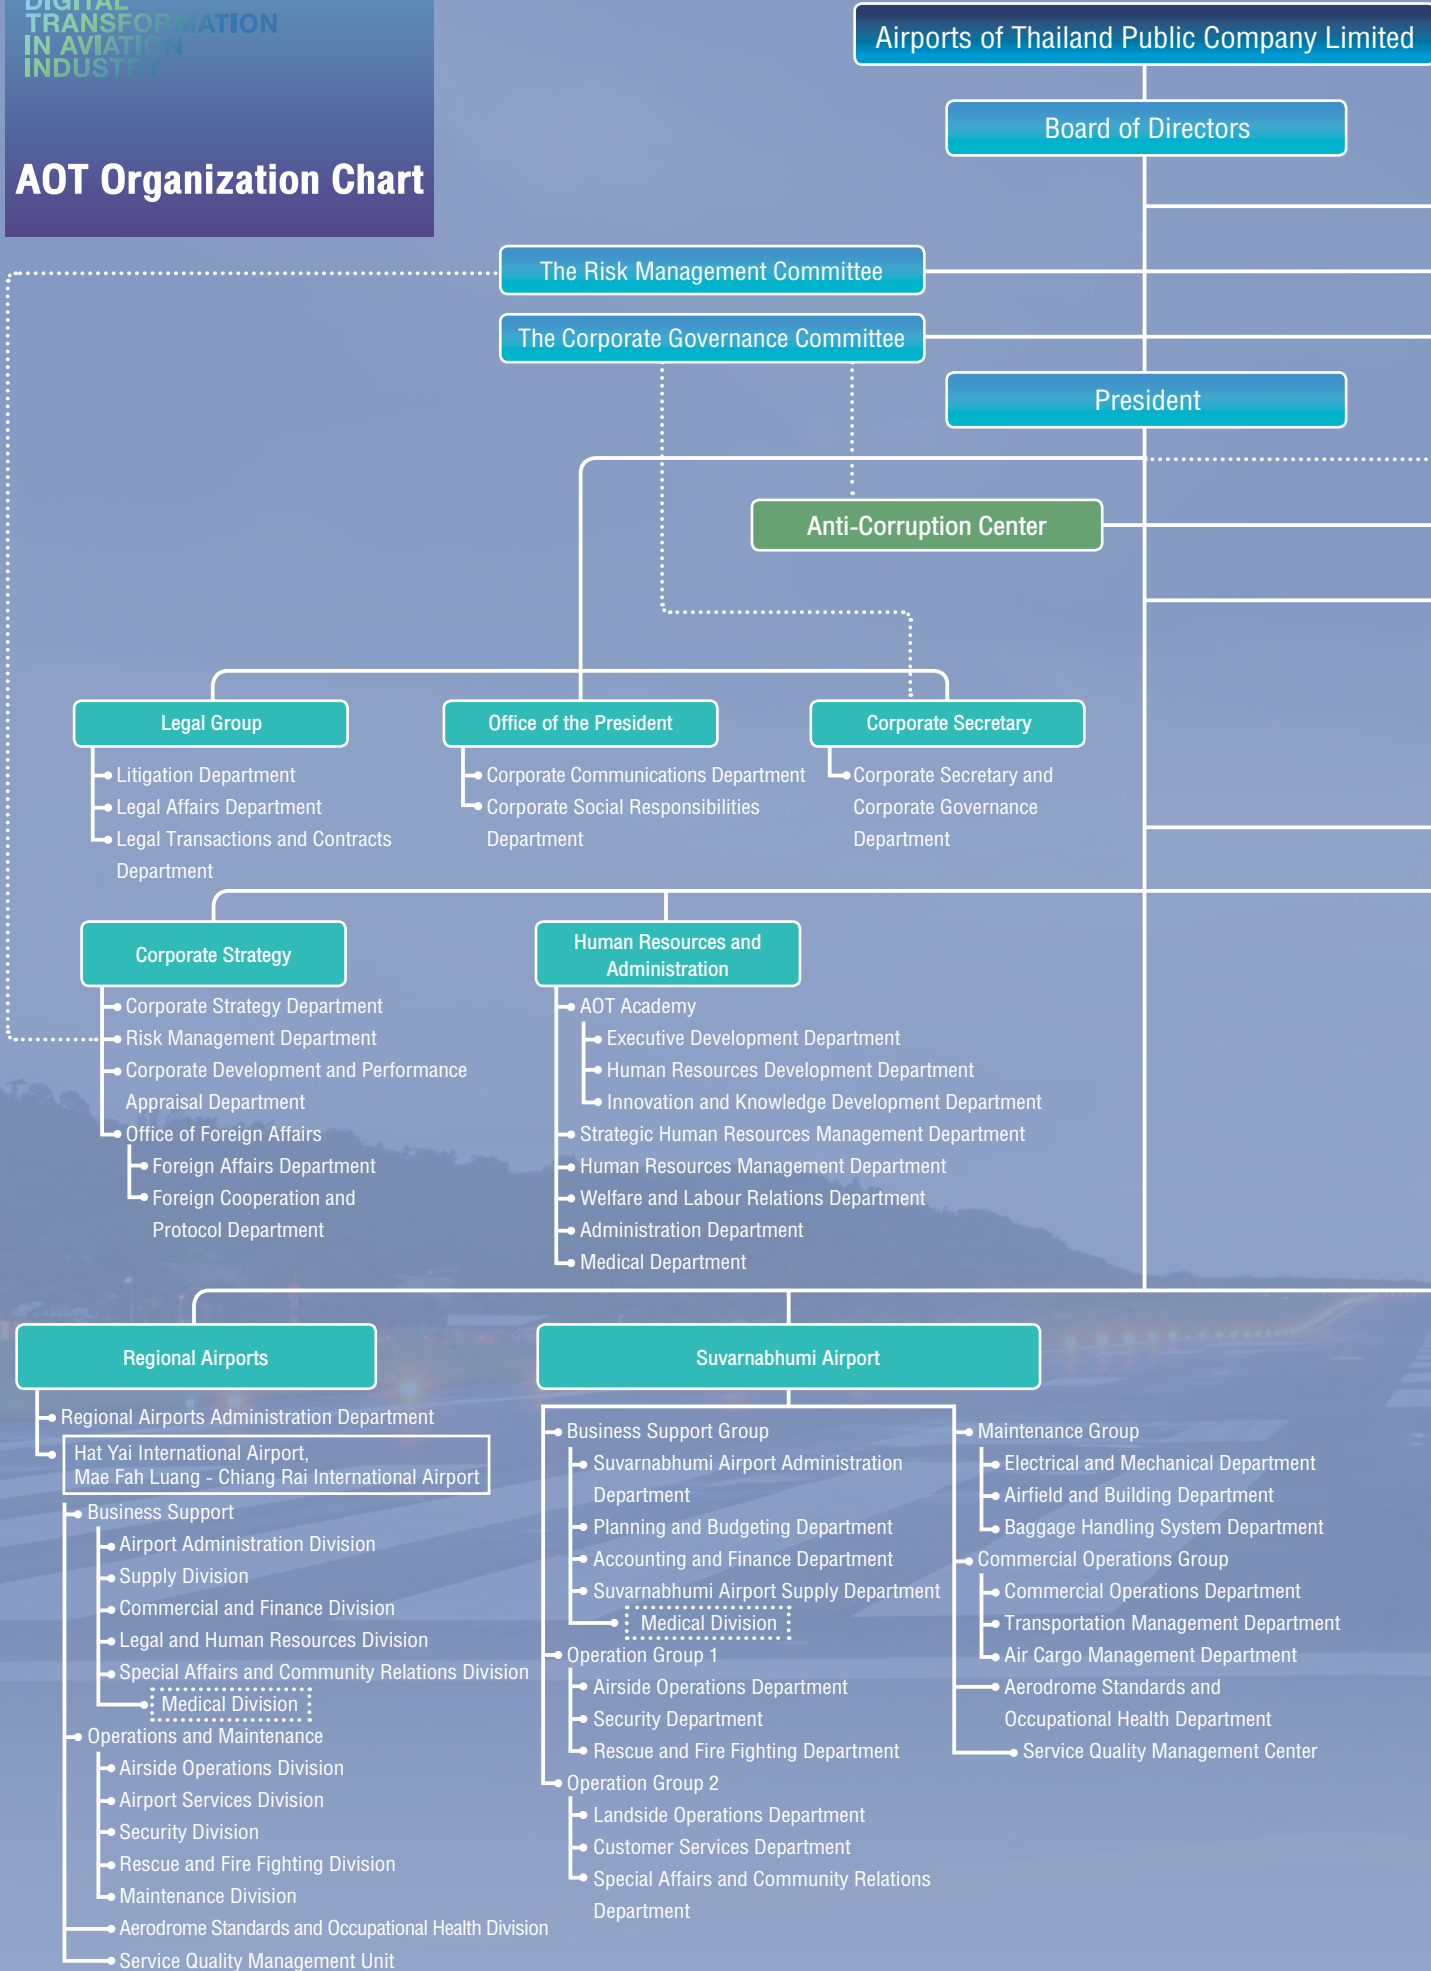 DIGITAL
TRANSFORMATION
IN AVIATION
INDUSTRY
AOT Organization Chart
Airports of Thailand Public Company Limited
Board of Directors
The Risk Management Committee
The Corporate Governance Committee
President
Anti-Corruption Center
Legal Group
Litigation Department
Legal Affairs Department
Legal Transactions and Contracts
Department
Office of the President
Corporate Communications Department
Corporate Social Responsibilities
Department
Corporate Secretary
Corporate Secretary and
Corporate Governance
Department
Corporate Strategy
Corporate Strategy Department
Risk Management Department
Corporate Development and Performance
Appraisal Department
Office of Foreign Affairs
Foreign Affairs Department
Foreign Cooperation and
Protocol Department
Human Resources and
Administration
AOT Academy
Executive Development Department
Human Resources Development Department
Innovation and Knowledge Development Department
Strategic Human Resources Management Department
Human Resources Management Department
Welfare and Labour Relations Department
Administration Department
Medical Department
Regional Airports
Regional Airports Administration Department
Hat Yai International Airport,
Mae Fah Luang - Chiang Rai International Airport
Business Support
Airport Administration Division
Supply Division
Commercial and Finance Division
Legal and Human Resources Division
Special Affairs and Community Relations Division
Medical Division
Operations and Maintenance
Airside Operations Division
Airport Services Division
Security Division
Rescue and Fire Fighting Division
Maintenance Division
Aerodrome Standards and Occupational Health Division
Service Quality Management Unit
Suvarnabhumi Airport
Business Support Group
Suvarnabhumi Airport Administration
Department
Planning and Budgeting Department
Accounting and Finance Department
Suvarnabhumi Airport Supply Department
Medical Division
Operation Group 1
Airside Operations Department
Security Department
Rescue and Fire Fighting Department
Operation Group 2
Landside Operations Department
Customer Services Department
Special Affairs and Community Relations
Department
Maintenance Group
Electrical and Mechanical Department
Airfield and Building Department
Baggage Handling System Department
Commercial Operations Group
Commercial Operations Department
Transportation Management Department
Air Cargo Management Department
Aerodrome Standards and
Occupational Health Department
Service Quality Management Center